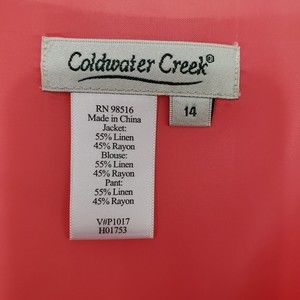 Coldwater Creek®
14
RN 98516
Made in China
Jacket:
55% Linen
45% Rayon
Blouse:
55% Linen
45% Rayon
Pant:
55% Linen
45% Rayon
V#P1017
H01753